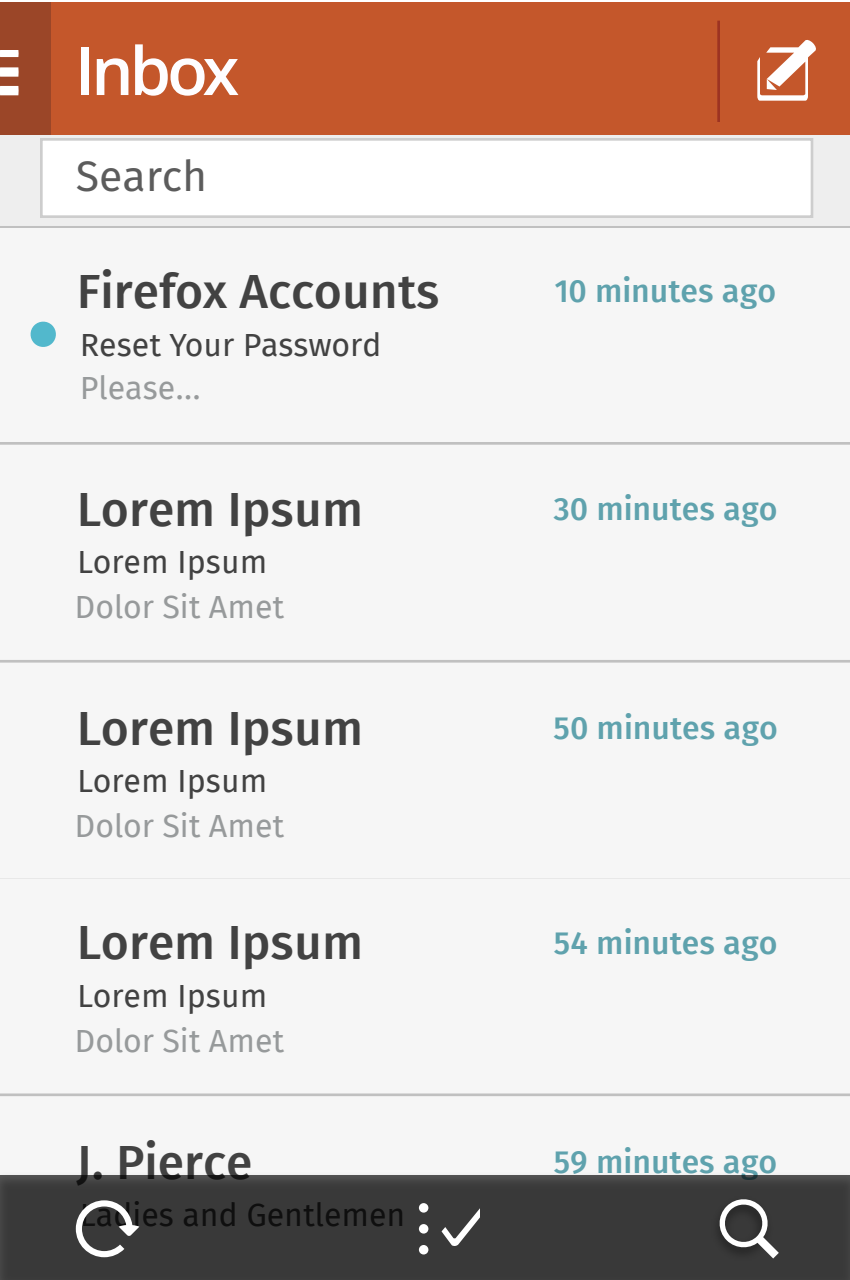 Inbox
Search
Firefox Accounts
10 minutes ago
Reset Your Password
Please...
Lorem Ipsum
30 minutes ago
Lorem Ipsum
Dolor Sit Amet
Lorem Ipsum
50 minutes ago
Lorem Ipsum
Dolor Sit Amet
Lorem Ipsum
54 minutes ago
Lorem Ipsum
Dolor Sit Amet
J. Pierce
59 minutes ago
Ladies and Gentlemen